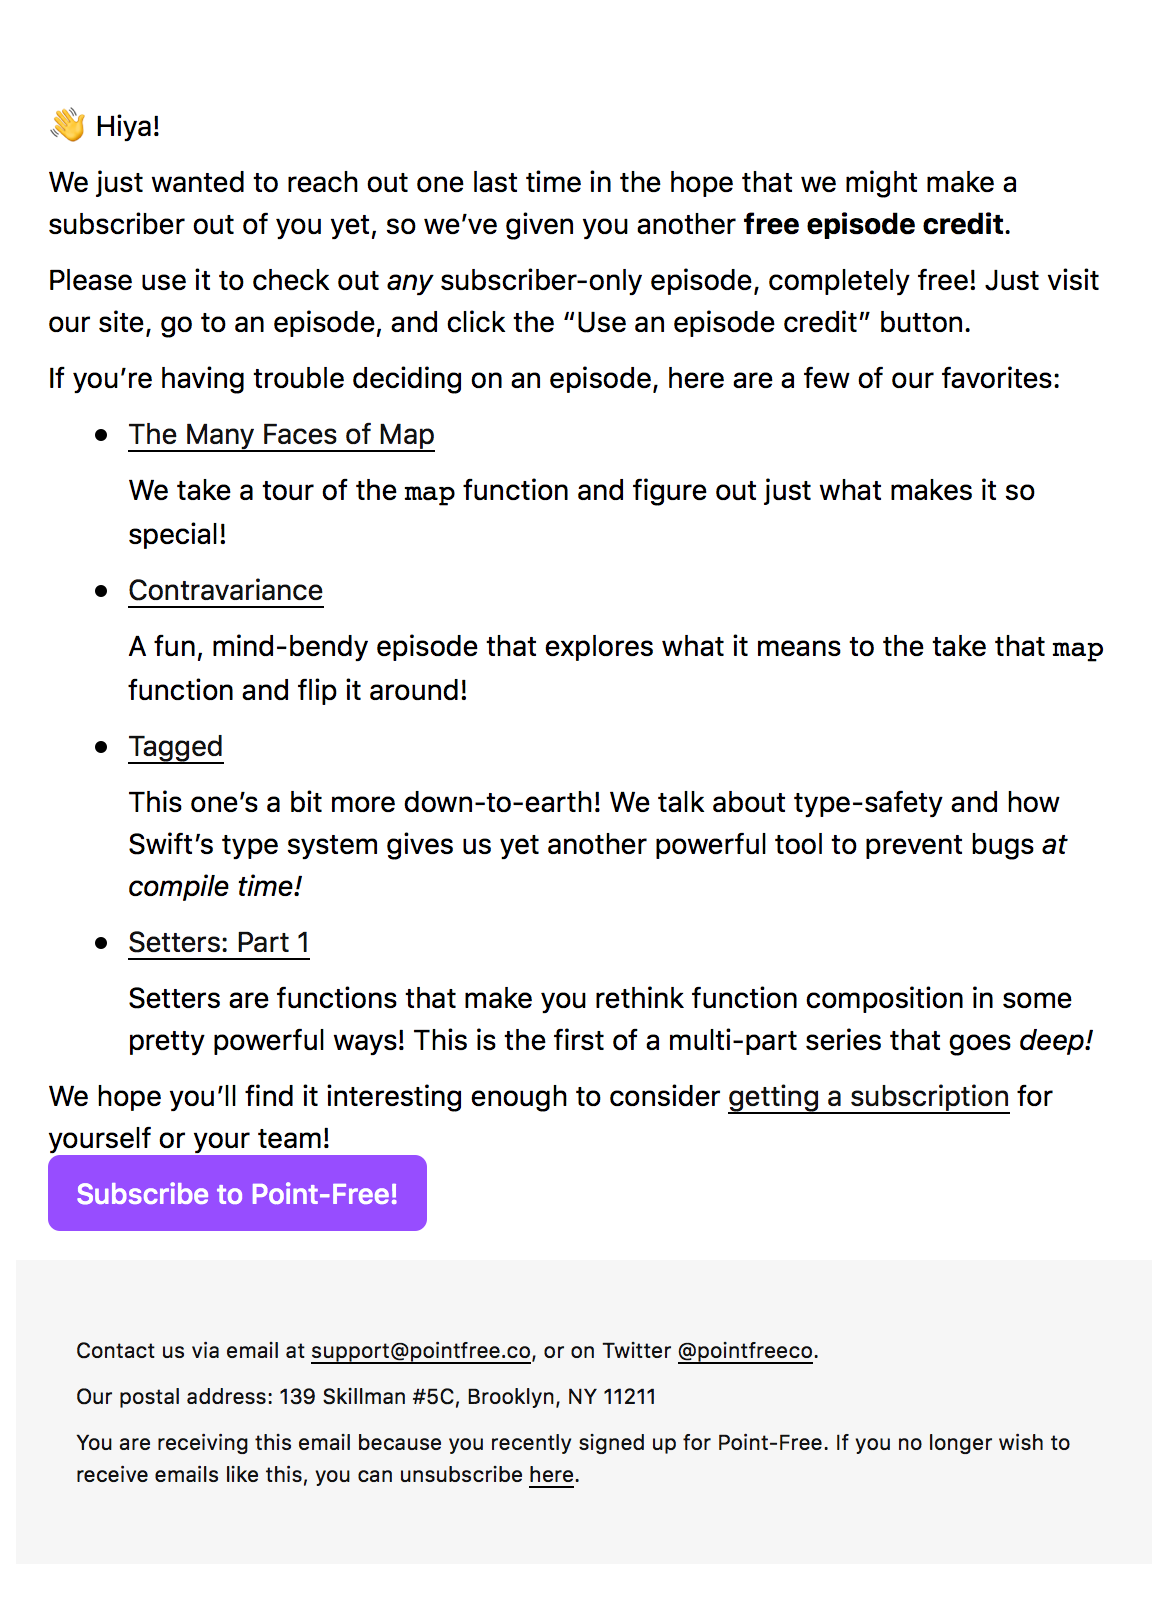 👋 Hiya!
We just wanted to reach out one last time in the hope that we might make a
subscriber out of you yet, so we’ve given you another free episode credit.
Please use it to check out any subscriber-only episode, completely free! Just visit
our site, go to an episode, and click the “Use an episode credit” button.
If you’re having trouble deciding on an episode, here are a few of our favorites:
• The Many Faces of Map
We take a tour of the map function and figure out just what makes it so
special!
• Contravariance
A fun, mind-bendy episode that explores what it means to the take that map
function and flip it around!
• Tagged
This one’s a bit more down-to-earth! We talk about type-safety and how
Swift’s type system gives us yet another powerful tool to prevent bugs at
compile time!
• Setters: Part 1
Setters are functions that make you rethink function composition in some
pretty powerful ways! This is the first of a multi-part series that goes deep!
We hope you’ll find it interesting enough to consider getting a subscription for
yourself or your team!
Subscribe to Point-Free!
Contact us via email at support@pointfree.co, or on Twitter @pointfreeco.
Our postal address: 139 Skillman #5C, Brooklyn, NY 11211
You are receiving this email because you recently signed up for Point-Free. If you no longer wish to
receive emails like this, you can unsubscribe here.